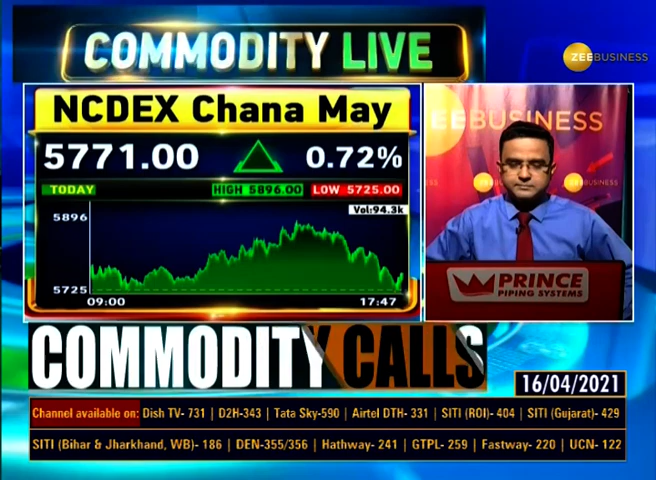 COMMODITY LIVE
ZEEBUSINESS
NCDEX Chana May
5771.00 0.72%
TODAY HIGH 5896.00 LOW 5725.00
Vol:94.3k
5896
5725
09:00 17:47
EEBUSINESS
ZEEBUSINESS
PRINCE
PIPING SYSTEMS
COMMODITY CALLS
16/04/2021
Channel available on: Dish TV- 731 | D2H-343 | Tata Sky-590 | Airtel DTH- 331 | SITI (ROI)- 404 | SITI (Gujarat)- 429
SITI (Bihar & Jharkhand, WB)- 186 | DEN-355/356 | Hathway- 241 | GTPL- 259 | Fastway- 220 | UCN- 122